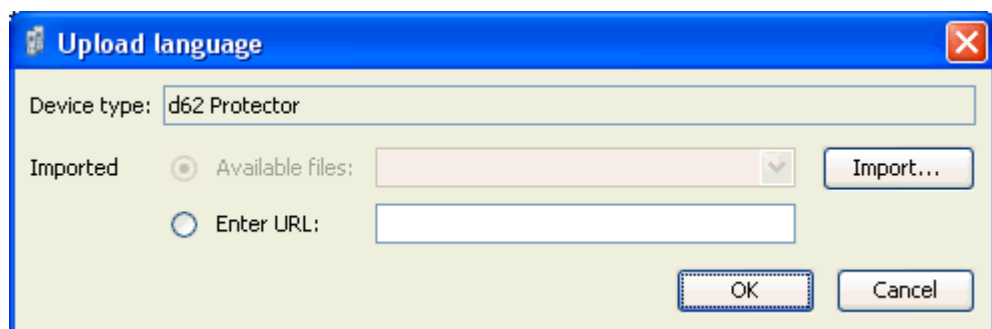 Upload language
Device type: d62 Protector
Imported Available files: Import...
Enter URL:
OK Cancel